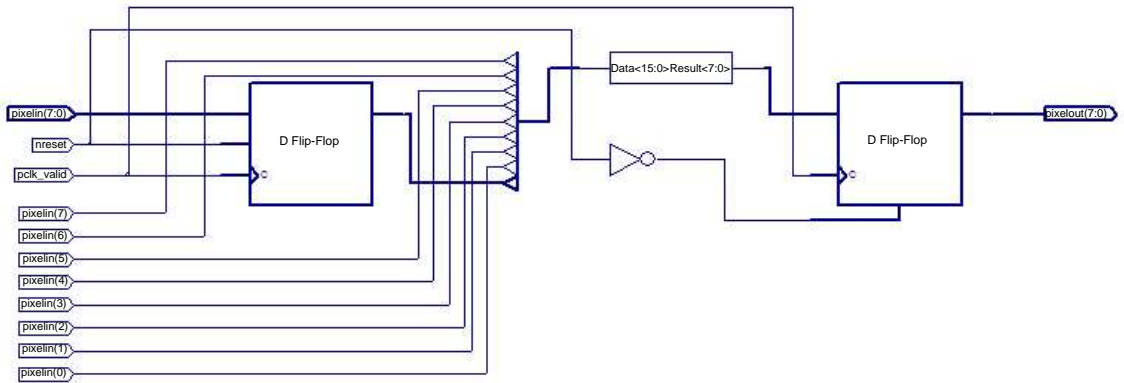 Data<15:0>Result<7:0>
pixelin(7:0)
D Flip-Flop
D Flip-Flop
pixelout(7:0)
nreset
pclk_valid
C
C
pixelin(7)
pixelin(6)
pixelin(5)
pixelin(4)
pixelin(3)
pixelin(2)
pixelin(1)
pixelin(0)